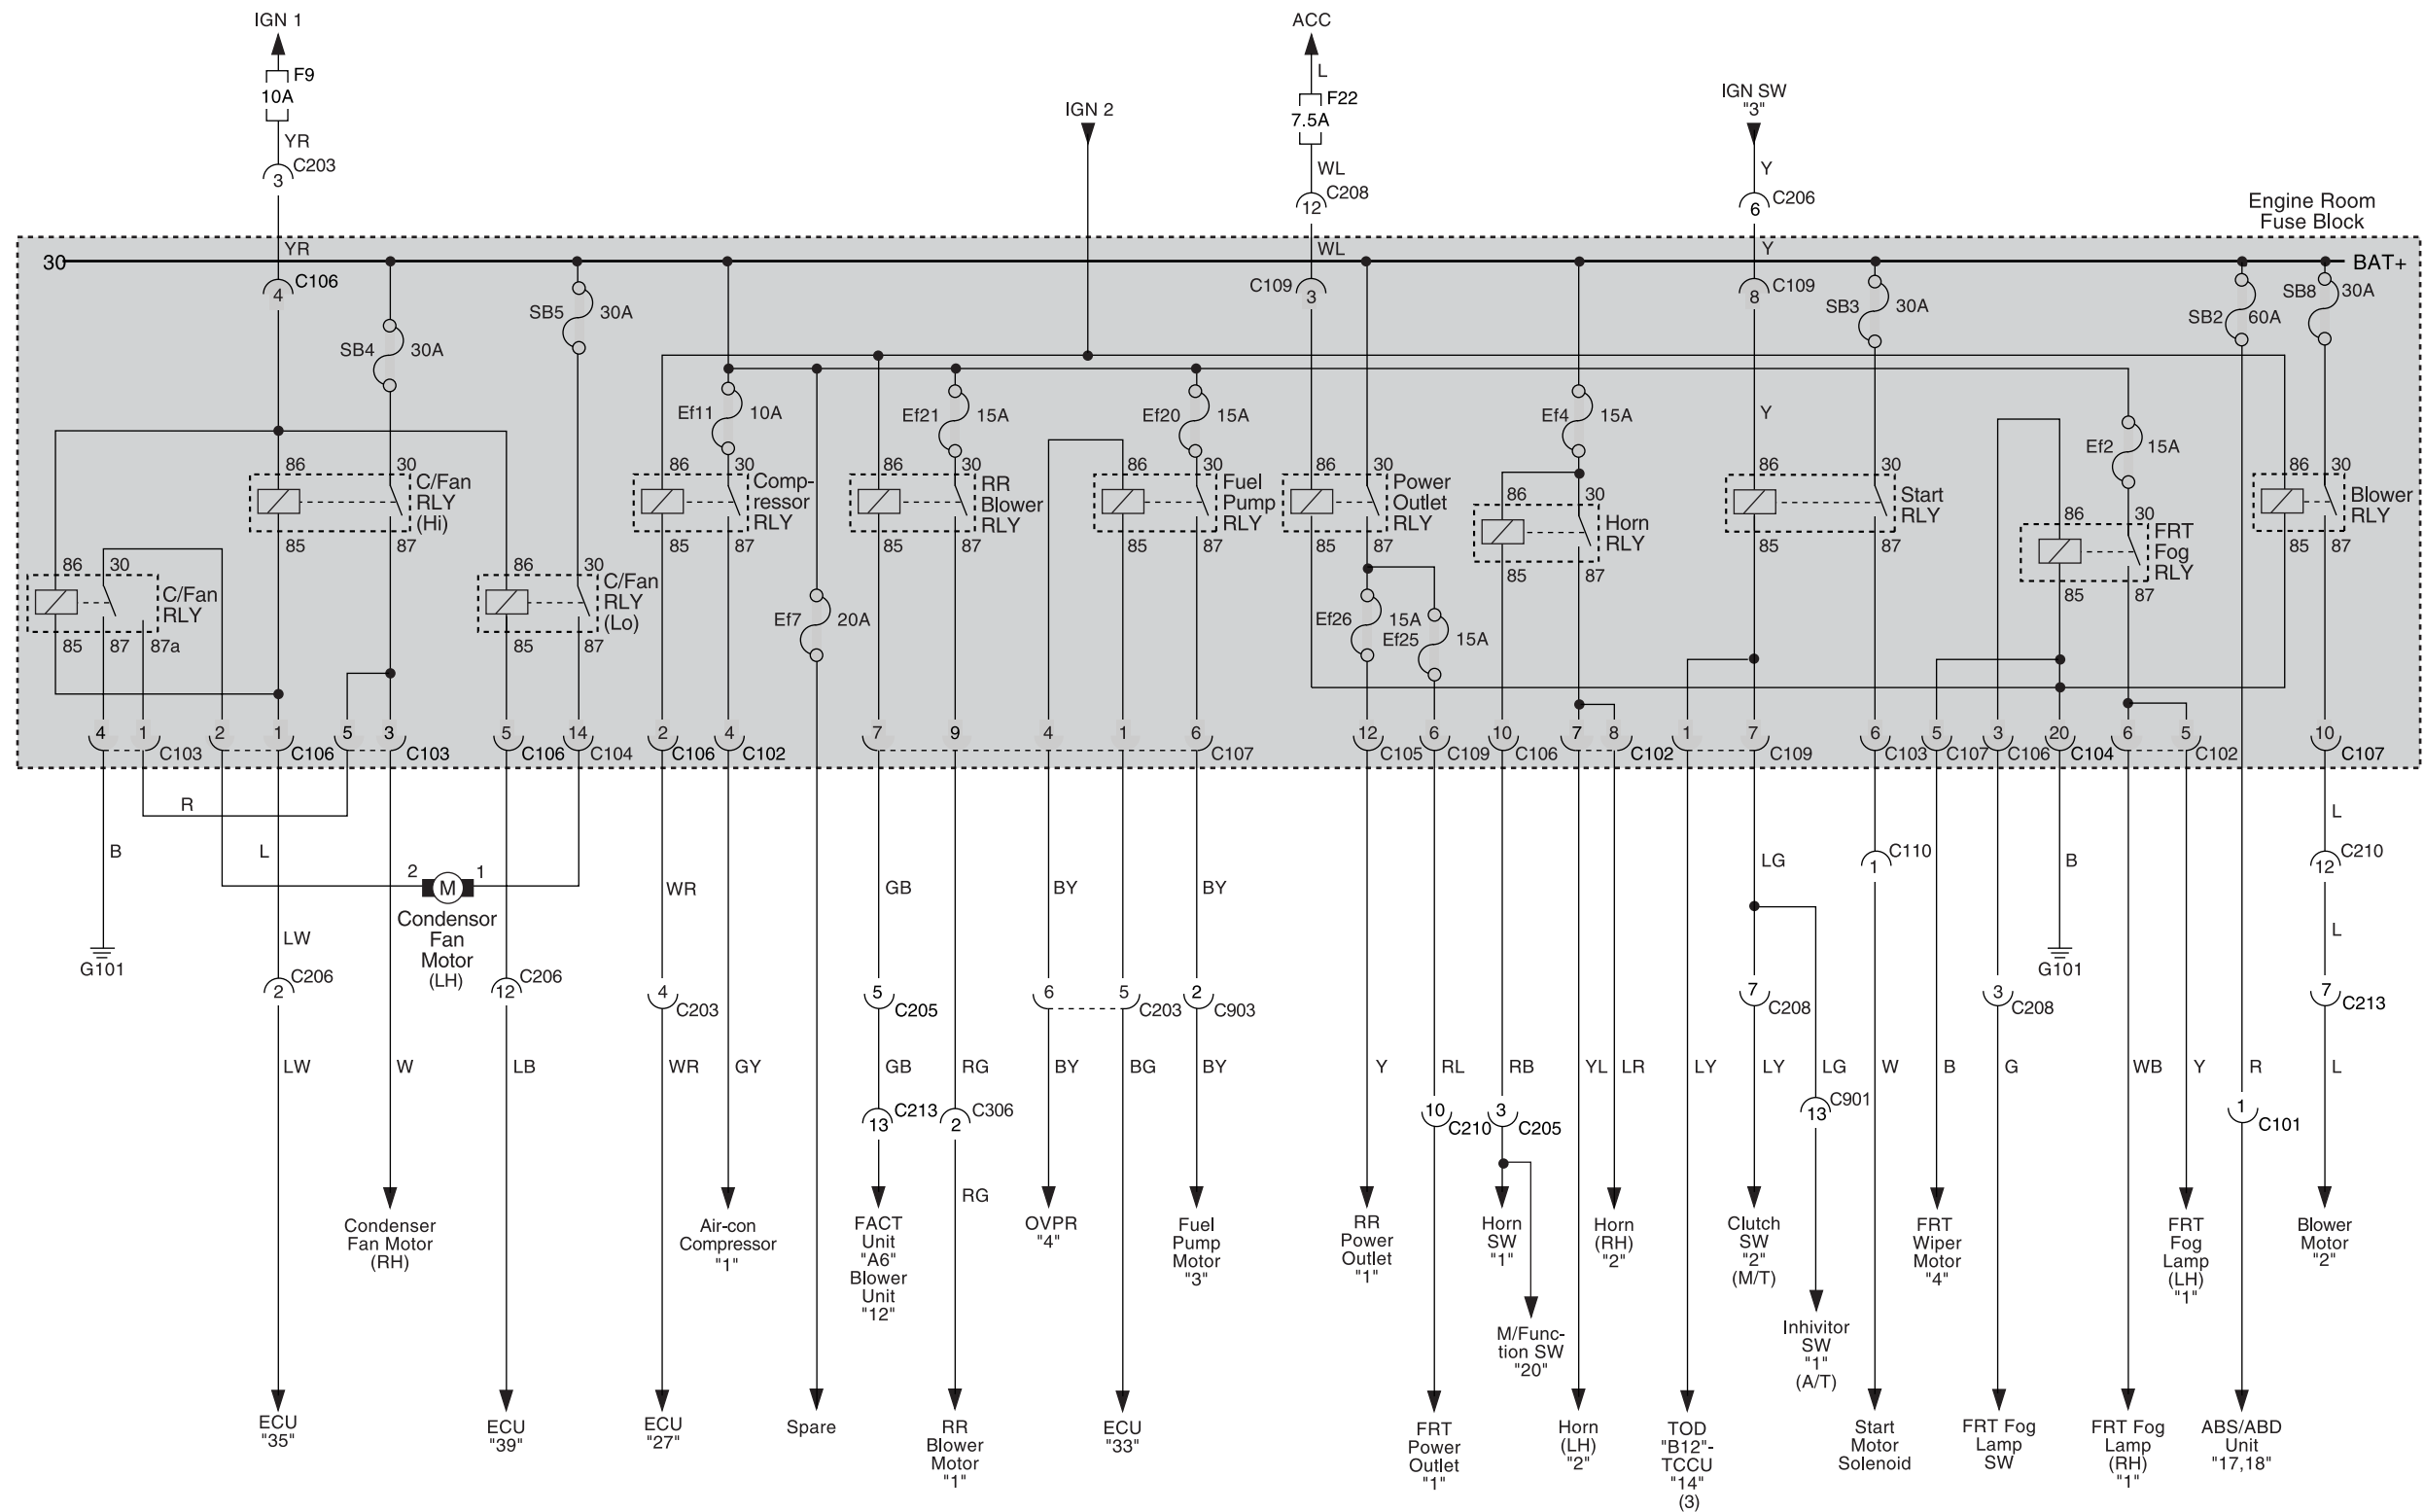 IGN 1
F9
10A
YR
C203
3
IGN 2
ACC
L
F22
7.5A
WL
C208
12
IGN SW
"3"
Y
C206
6
Engine Room
Fuse Block
30
YR
WL
Y
BAT+
C106
4
C109
3
C109
8
SB4 30A
SB5 30A
SB3 30A
SB2 60A
SB8 30A
Ef11 10A
Ef21 15A
Ef20 15A
Ef4 15A
Y
Ef2 15A
86 30
C/Fan
RLY
(Hi)
85 87
86 30
Comp-
ressor
RLY
85 87
86 30
RR
Blower
RLY
85 87
86 30
Fuel
Pump
RLY
85 87
86 30
Power
Outlet
RLY
85 87
86 30
Horn
RLY
85 87
86 30
Start
RLY
85 87
86 30
FRT
Fog
RLY
85 87
86 30
Blower
RLY
85 87
86 30
C/Fan
RLY
85 87 87a
86 30
C/Fan
RLY
(Lo)
85 87
Ef7 20A
Ef26 15A
Ef25 15A
4 1 C103
2 1 C106
5 3 C103
5 C106
14 C104
2 C106
4 C102
7 9 4 1 6 C107
12 C105
6 C109
10 C106
7 8 C102
1 7 C109
6 C103
5 C107
3 C106
20 C104
6 5 C102
10 C107
R
B
L
2 M 1
Condensor
Fan
Motor
(LH)
WR
GB
BY
BY
LG
C110
1
B
L
C210
12
L
G101
LW
C206
2
C206
12
4
C203
5
C205
6 5 C203
2
C903
7
C208
3
C208
G101
7
C213
LW
W
LB
WR
GY
GB
RG
BY
BG
BY
Y
RL
RB
YL
LR
LY
LY
LG
W
B
G
WB
Y
R
L
C213
13
C306
2
10
C210
3
C205
C901
13
1
C101
RG
Condenser
Fan Motor
(RH)
Air-con
Compressor
"1"
FACT
Unit
"A6"
Blower
Unit
"12"
OVPR
"4"
Fuel
Pump
Motor
"3"
RR
Power
Outlet
"1"
Horn
SW
"1"
Horn
(RH)
"2"
Clutch
SW
"2"
(M/T)
FRT
Wiper
Motor
"4"
FRT
Fog
Lamp
(LH)
"1"
Blower
Motor
"2"
M/Func-
tion SW
"20"
Inhivitor
SW
"1"
(A/T)
ECU
"35"
ECU
"39"
ECU
"27"
Spare
RR
Blower
Motor
"1"
ECU
"33"
FRT
Power
Outlet
"1"
Horn
(LH)
"2"
TOD
"B12"-
TCCU
"14"
(3)
Start
Motor
Solenoid
FRT Fog
Lamp
SW
FRT Fog
Lamp
(RH)
"1"
ABS/ABD
Unit
"17,18"